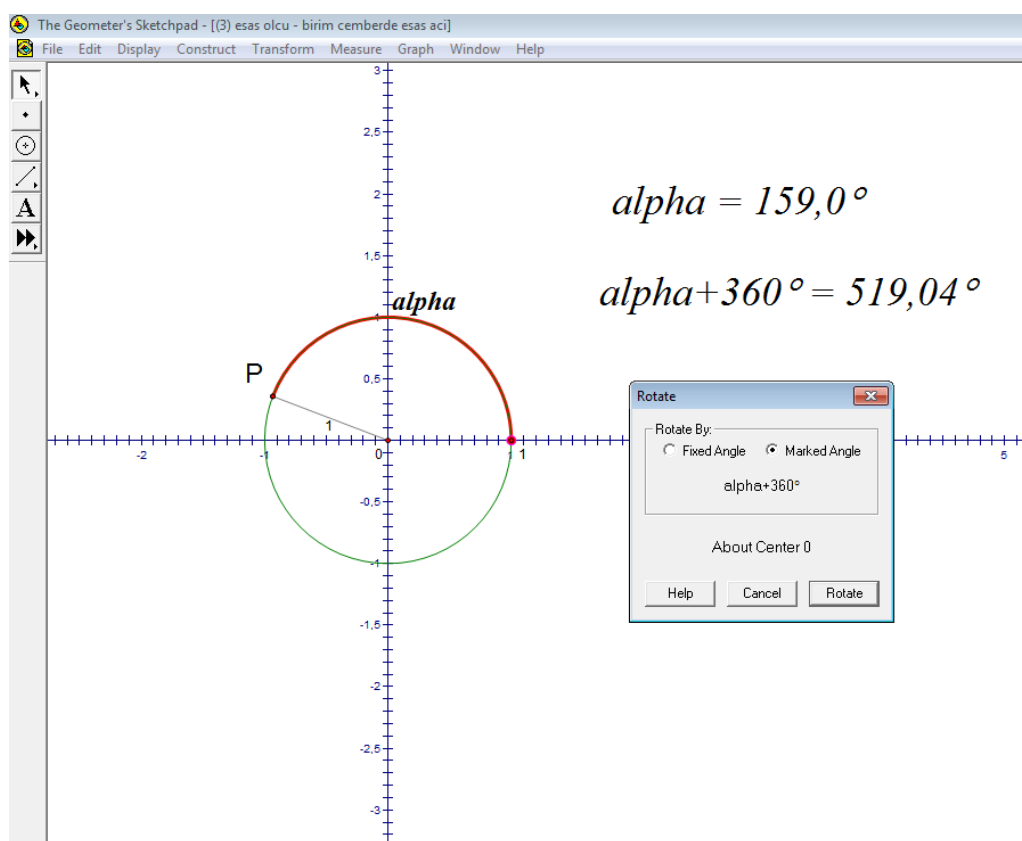 The Geometer's Sketchpad - [(3) esas olcu - birim cemberde esas aci]
File Edit Display Construct Transform Measure Graph Window Help
A
3
2,5
2
1,5
1
0,5
-0,5
-1
-1,5
-2
-2,5
-3
-2
-1
0
1
1
5
alpha
P
1
alpha = 159,0°
alpha+360° = 519,04°
Rotate
Rotate By:
Fixed Angle Marked Angle
alpha+360°
About Center 0
Help Cancel Rotate